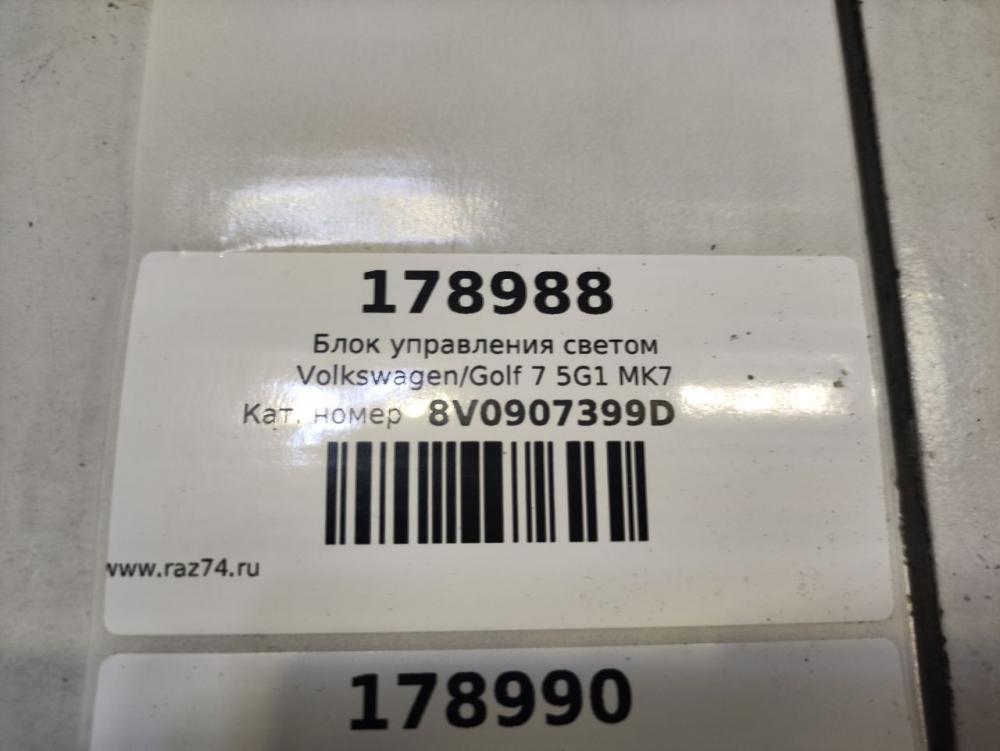 178988
Блок управления светом
Volkswagen/Golf 7 5G1 MK7
Кат. номер 8V0907399D
www.raz74.ru
178990